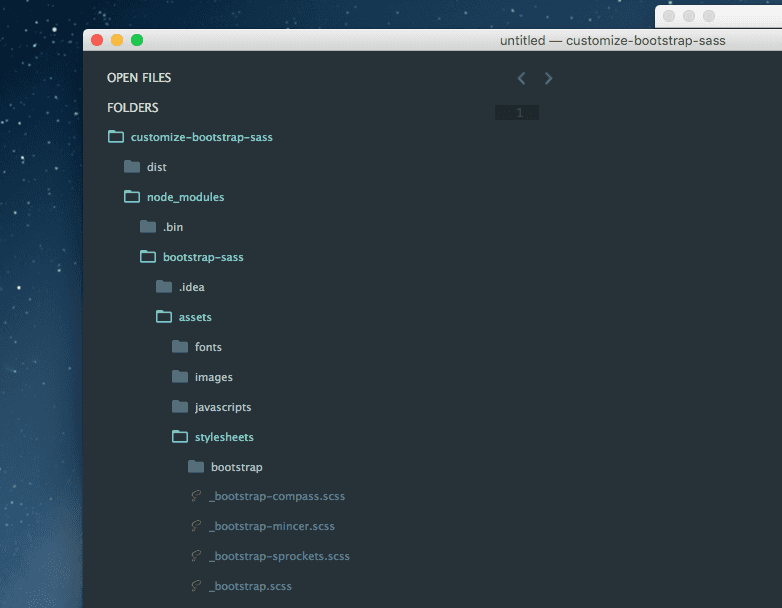 untitled — customize-bootstrap-sass
OPEN FILES
FOLDERS
1
customize-bootstrap-sass
dist
node_modules
.bin
bootstrap-sass
.idea
assets
fonts
images
javascripts
stylesheets
bootstrap
_bootstrap-compass.scss
_bootstrap-mincer.scss
_bootstrap-sprockets.scss
_bootstrap.scss